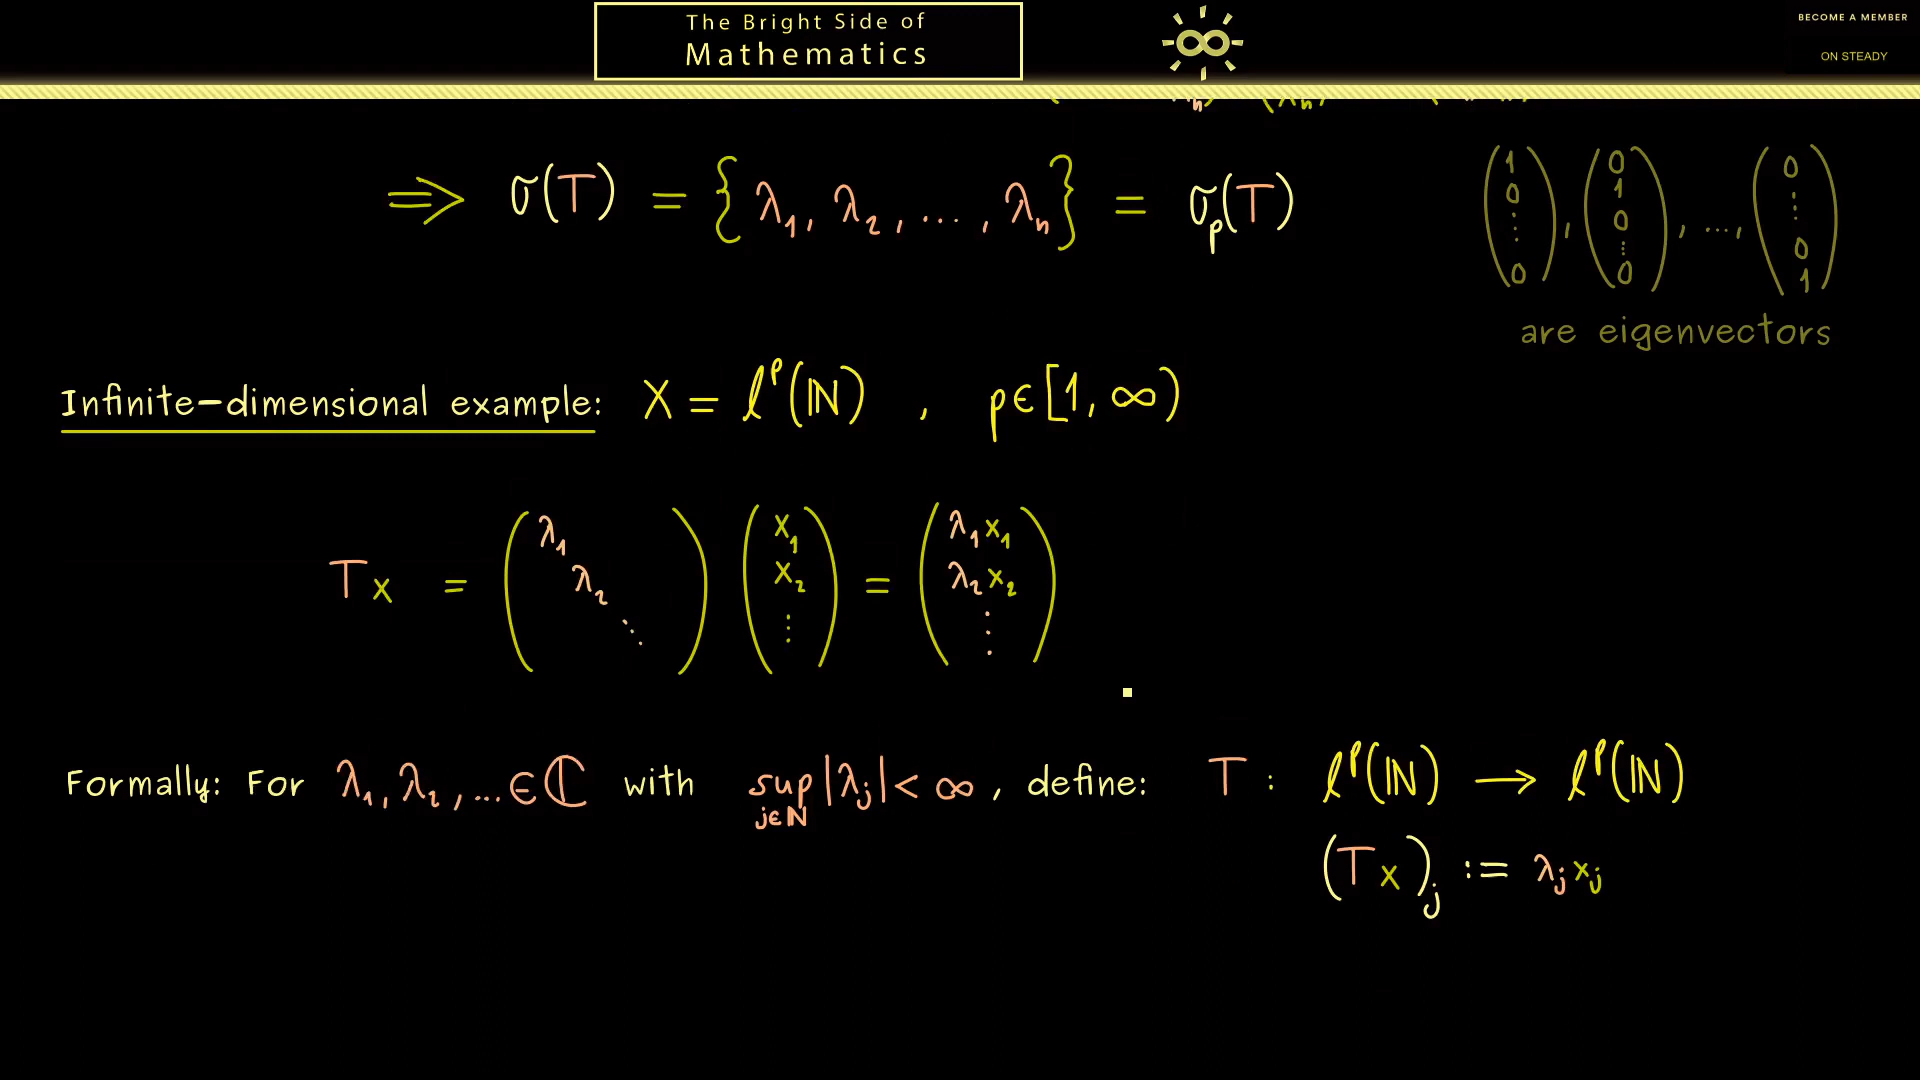 The Bright Side of
Mathematics
BECOME A MEMBER
ON STEADY
⟹ σ(T) = { λ₁, λ₂, ..., λₙ } = σₚ(T)
(1 0 ⋮ 0), (0 1 0 ⋮ 0), ..., (0 ⋮ 0 1)
are eigenvectors
Infinite-dimensional example: X = ℓᵖ(ℕ) , p ∈ [1, ∞)
Tx = (λ₁ λ₂ ⋱) (x₁ x₂ ⋮) = (λ₁x₁ λ₂x₂ ⋮)
Formally: For λ₁, λ₂, ... ∈ ℂ with sup |λⱼ| < ∞, define: T : ℓᵖ(ℕ) ⟶ ℓᵖ(ℕ)
j∈ℕ
(Tx)ⱼ := λⱼxⱼ